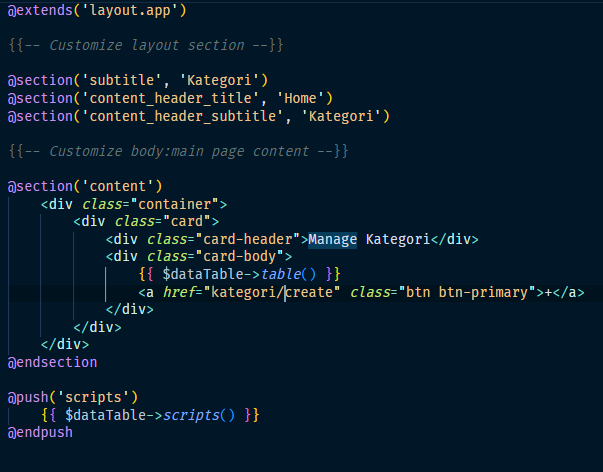 @extends('layout.app')
{{-- Customize layout section --}}
@section('subtitle', 'Kategori')
@section('content_header_title', 'Home')
@section('content_header_subtitle', 'Kategori')
{{-- Customize body:main page content --}}
@section('content')
<div class="container">
<div class="card">
<div class="card-header">Manage Kategori</div>
<div class="card-body">
{{ $dataTable->table() }}
<a href="kategori/create" class="btn btn-primary">+</a>
</div>
</div>
</div>
@endsection
@push('scripts')
{{ $dataTable->scripts() }}
@endpush